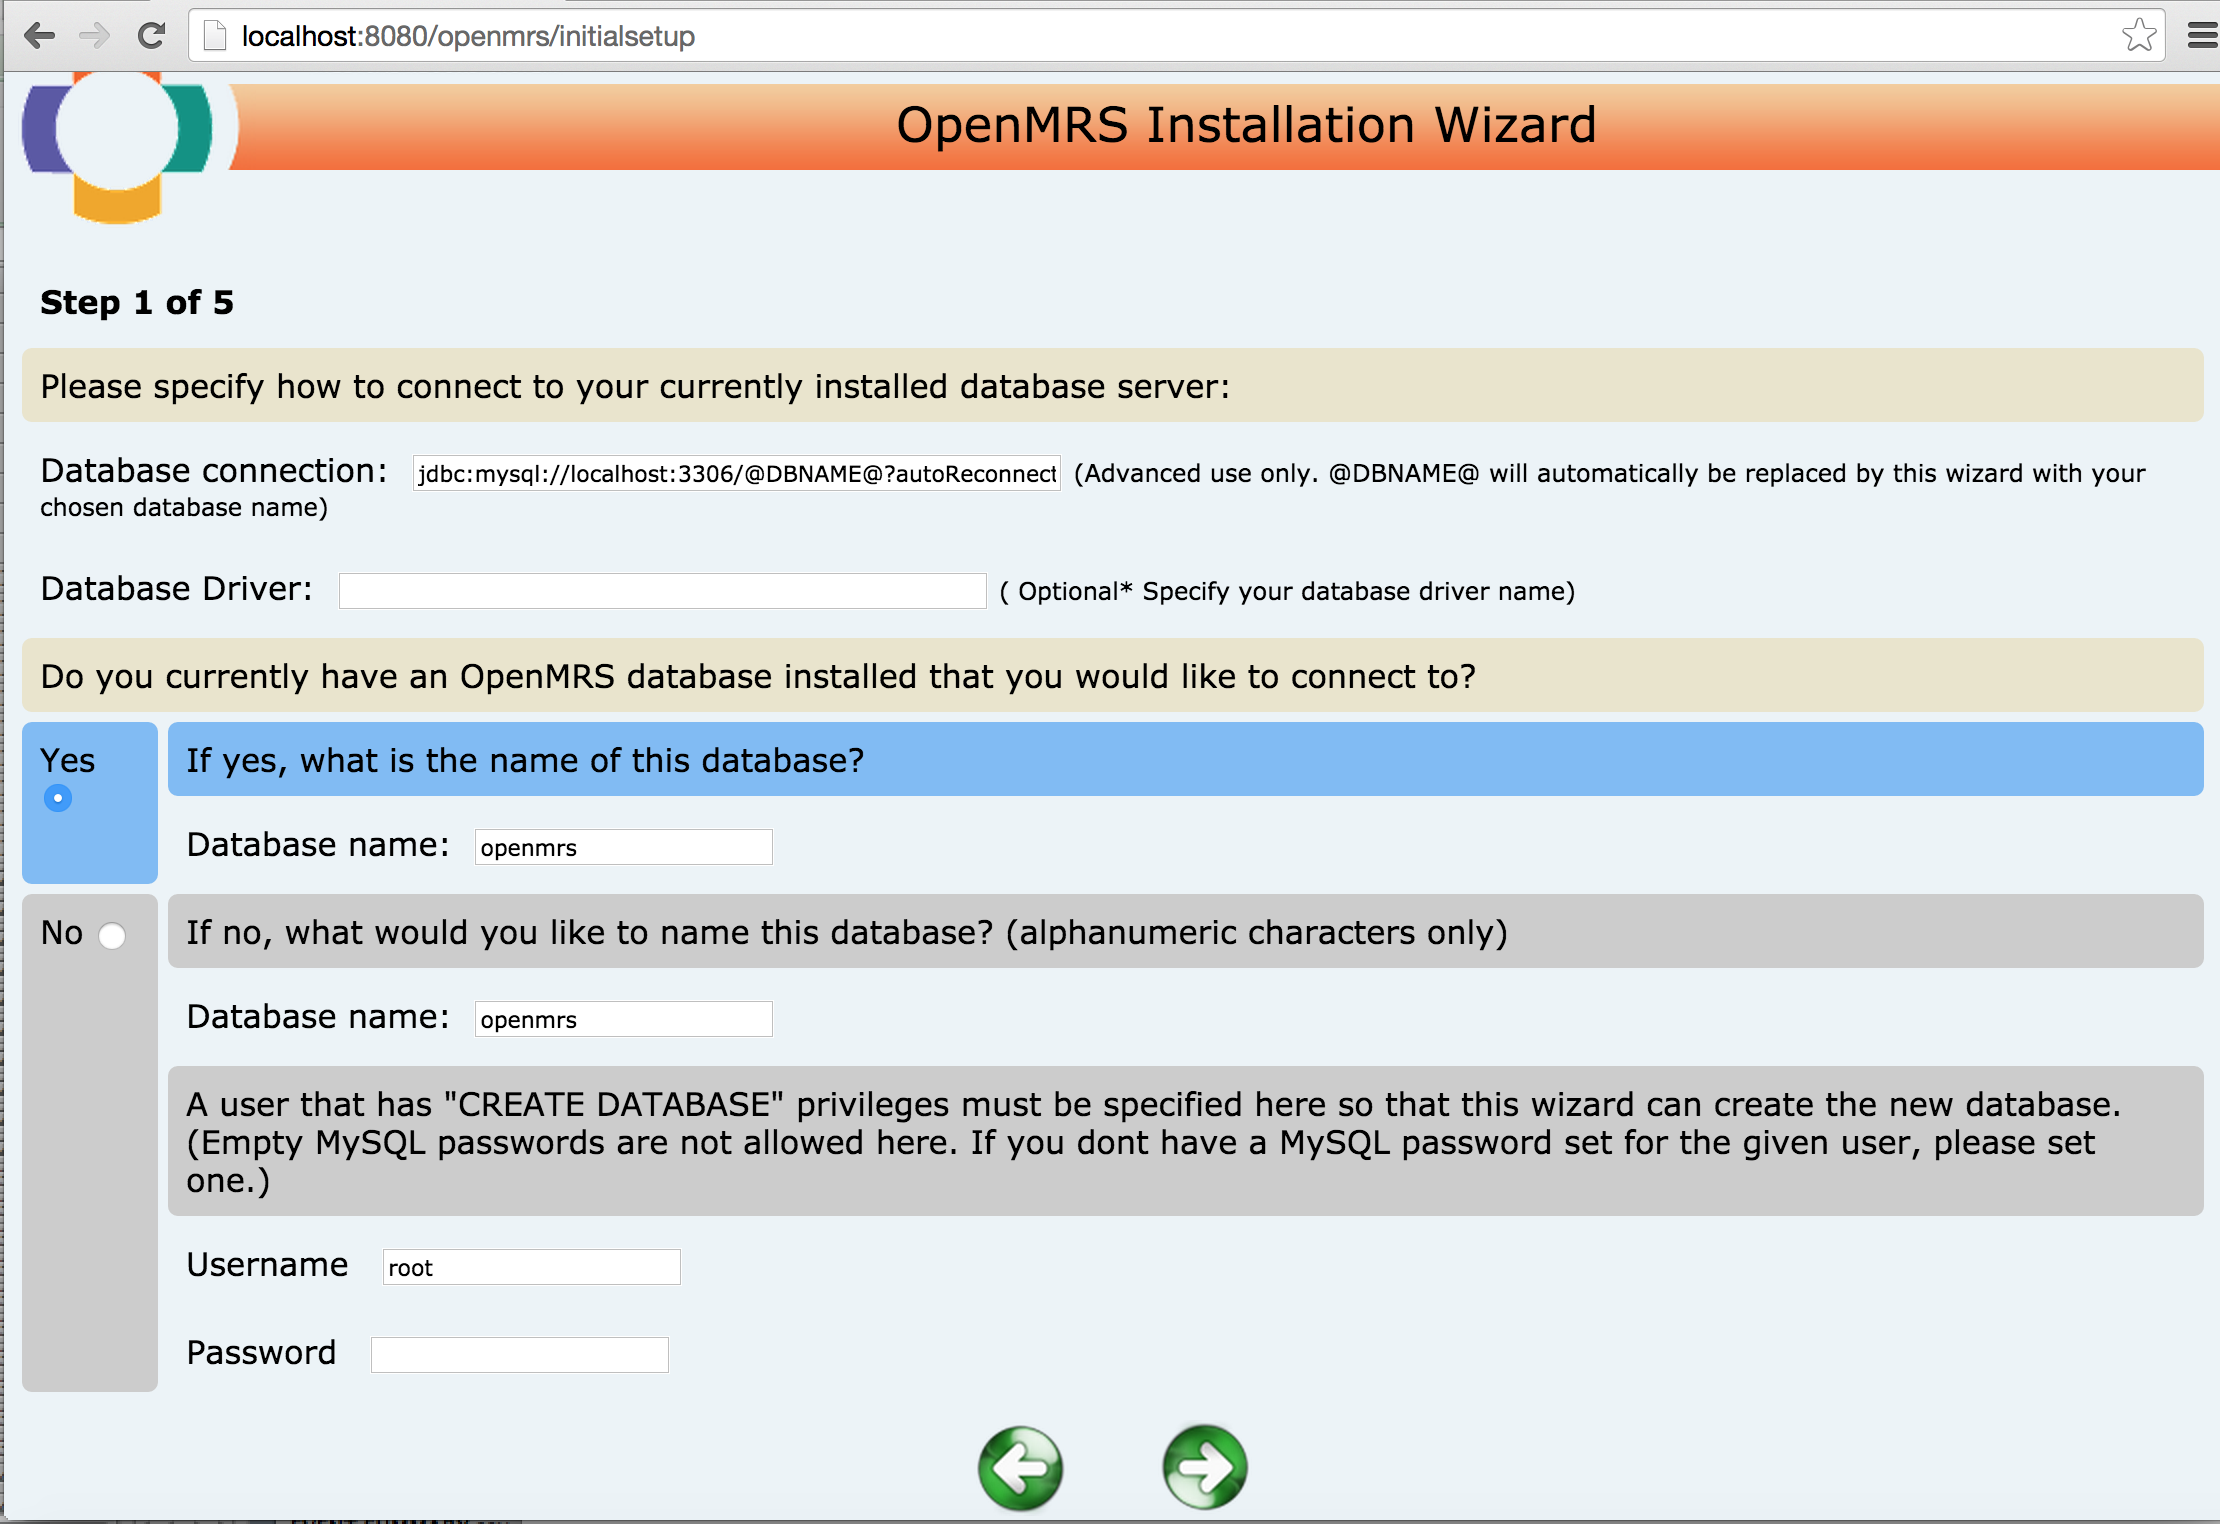 localhost:8080/openmrs/initialsetup
OpenMRS Installation Wizard
Step 1 of 5
Please specify how to connect to your currently installed database server:
Database connection: jdbc:mysql://localhost:3306/@DBNAME@?autoReconnect (Advanced use only. @DBNAME@ will automatically be replaced by this wizard with your
chosen database name)
Database Driver: ( Optional* Specify your database driver name)
Do you currently have an OpenMRS database installed that you would like to connect to?
Yes If yes, what is the name of this database?
Database name: openmrs
No If no, what would you like to name this database? (alphanumeric characters only)
Database name: openmrs
A user that has "CREATE DATABASE" privileges must be specified here so that this wizard can create the new database.
(Empty MySQL passwords are not allowed here. If you dont have a MySQL password set for the given user, please set
one.)
Username root
Password